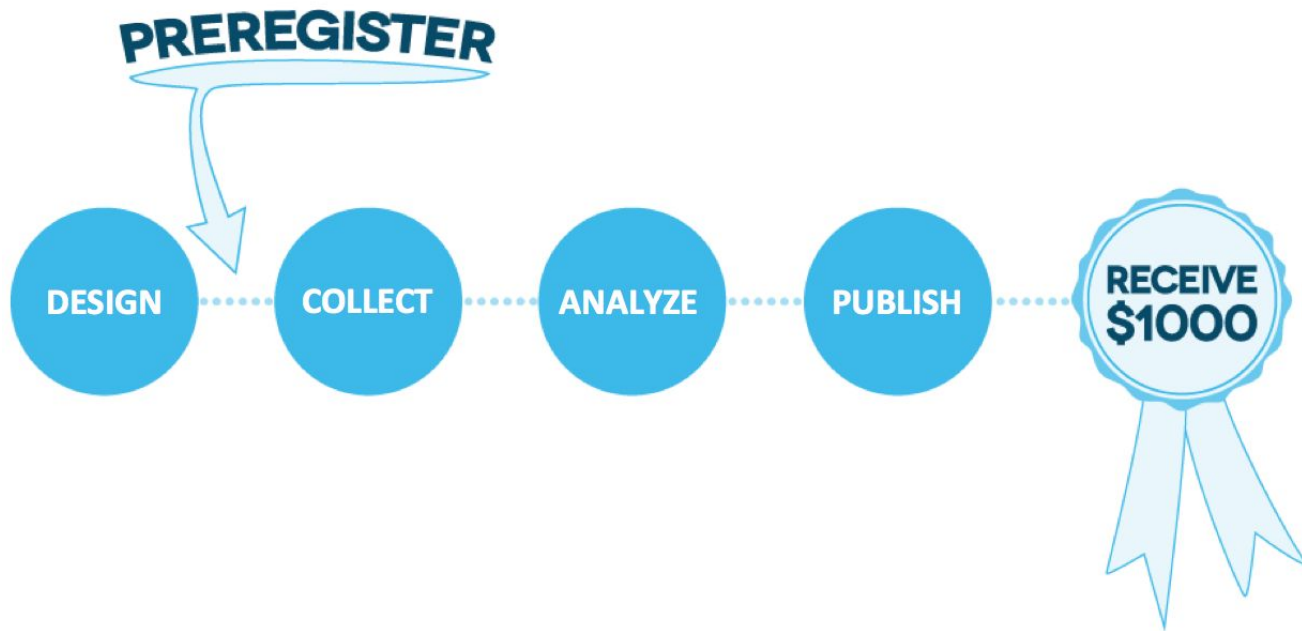 PREREGISTER
DESIGN
COLLECT
ANALYZE
PUBLISH
RECEIVE
$1000